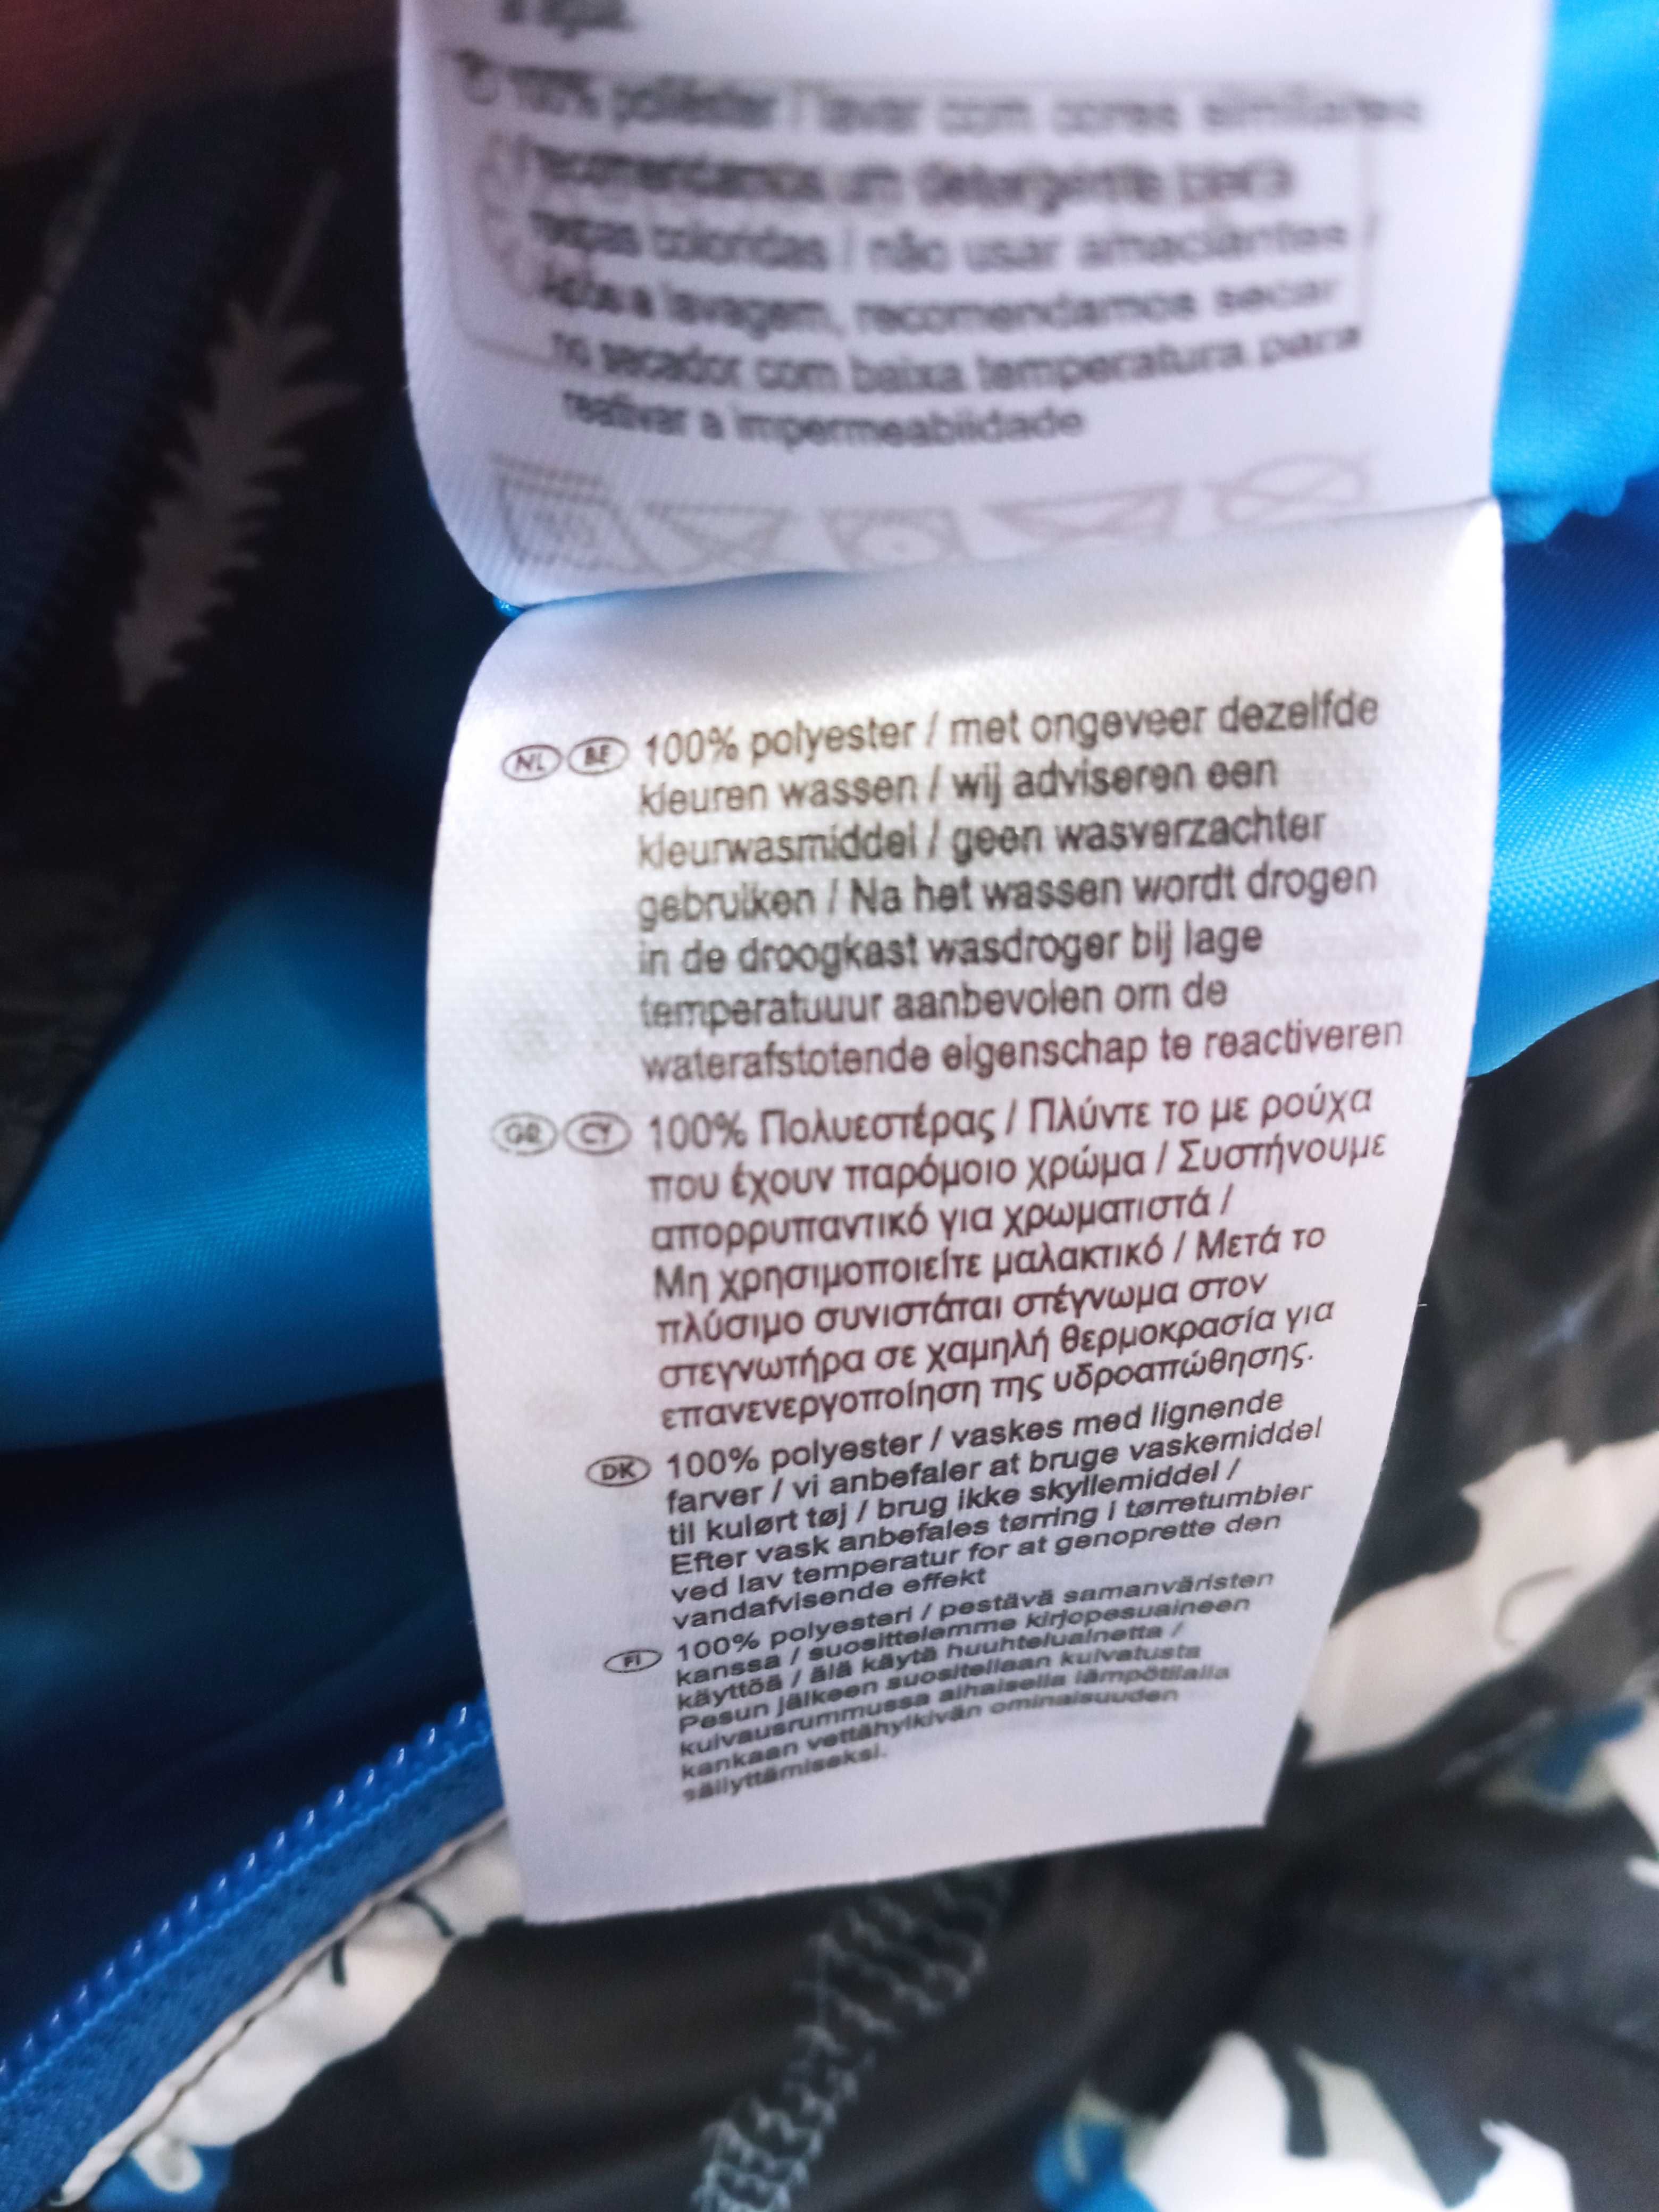 100% poliéster / lavar com cores similares
recomendamos um detergente para
roupas coloridas / não usar amaciantes /
Após a lavagem, recomendamos secar
no secador com baixa temperatura para
reativar a impermeabilidade
NL BE 100% polyester / met ongeveer dezelfde
kleuren wassen / wij adviseren een
kleurwasmiddel / geen wasverzachter
gebruiken / Na het wassen wordt drogen
in de droogkast wasdroger bij lage
temperatuuur aanbevolen om de
waterafstotende eigenschap te reactiveren
GR CY 100% Πολυεστέρας / Πλύντε το με ρούχα
που έχουν παρόμοιο χρώμα / Συστήνουμε
απορρυπαντικό για χρωματιστά /
Μη χρησιμοποιείτε μαλακτικό / Μετά το
πλύσιμο συνιστάται στέγνωμα στον
στεγνωτήρα σε χαμηλή θερμοκρασία για
επανενεργοποίηση της υδροαπώθησης.
DK 100% polyester / vaskes med lignende
farver / vi anbefaler at bruge vaskemiddel
til kulørt tøj / brug ikke skyllemiddel /
Efter vask anbefales tørring i tørretumbler
ved lav temperatur for at genoprette den
vandafvisende effekt
FI 100% polyesteri / pestävä samanväristen
kanssa / suosittelemme kirjopesuaineen
käyttöä / älä käytä huuhteluainetta /
Pesun jälkeen suositellaan kuivatusta
kuivausrummussa alhaisella lämpötilalla
kankaan vettähylkivän ominaisuuden
säilyttämiseksi.